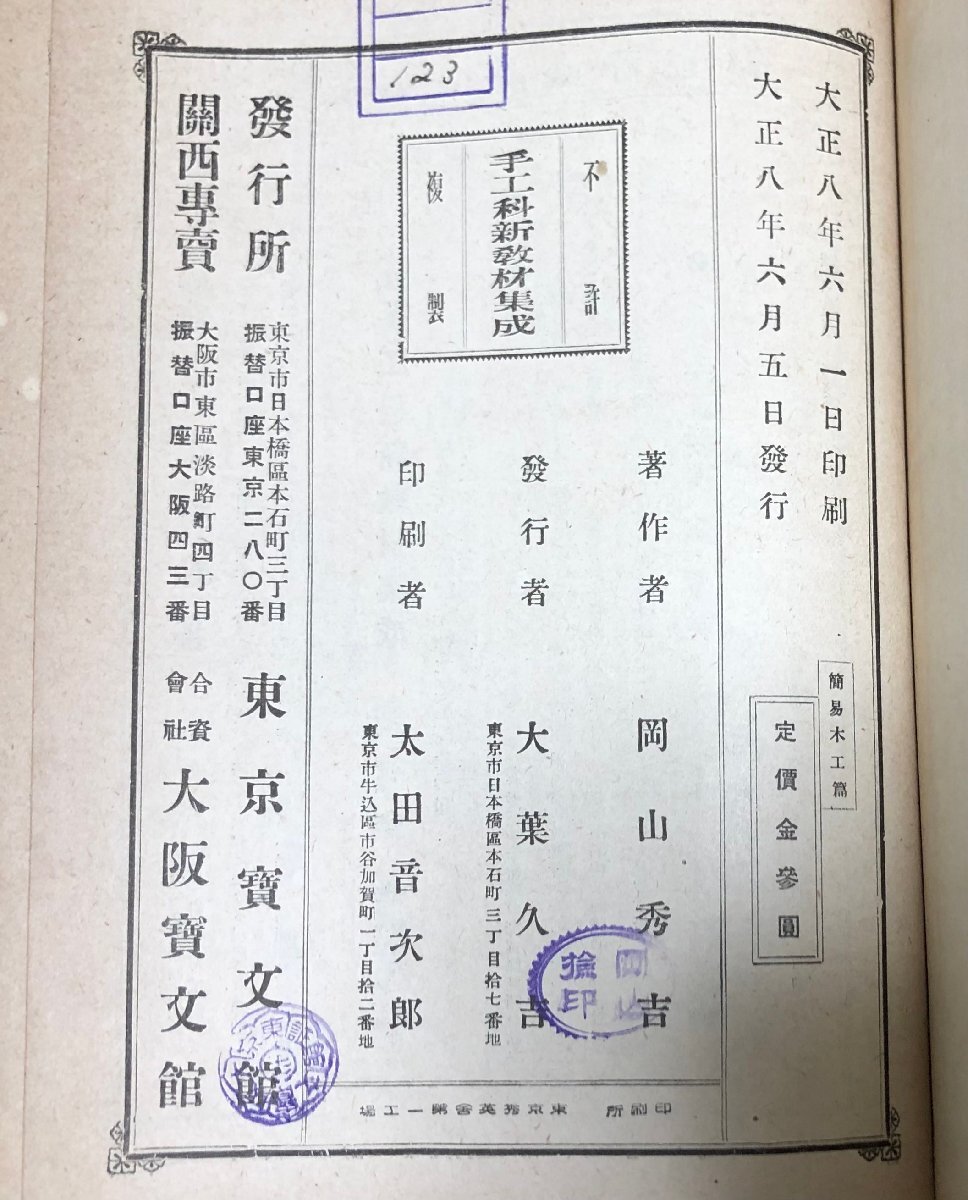 123
大正八年六月一日印刷
大正八年六月五日發行
簡易木工篇
定價金參圓
不許
手工科新敎材集成
複製
著作者 岡山秀吉
發行者 大葉久吉
東京市日本橋區本石町三丁目拾七番地
印刷者 太田音次郎
東京市牛込區市谷加賀町一丁目拾二番地
印刷所 東京秀英舍第一工場
發行所 東京市日本橋區本石町三丁目
振替口座東京二八〇番
東京寶文館
關西專賣 大阪市東區淡路町四丁目
振替口座大阪四三番
合資會社 大阪寶文館
岡山
檢印